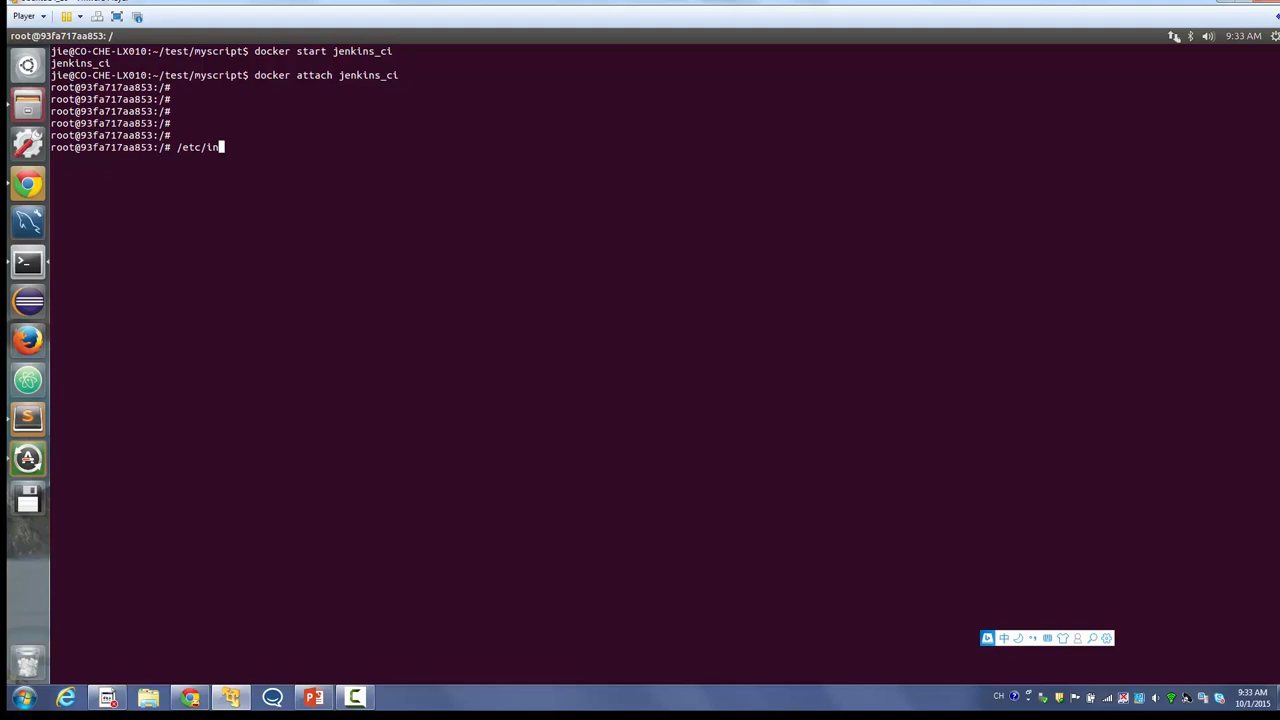 Player
root@93fa717aa853: /
9:33 AM
jie@CO-CHE-LX010:~/test/myscript$ docker start jenkins_ci
jenkins_ci
jie@CO-CHE-LX010:~/test/myscript$ docker attach jenkins_ci
root@93fa717aa853:/#
root@93fa717aa853:/#
root@93fa717aa853:/#
root@93fa717aa853:/#
root@93fa717aa853:/#
root@93fa717aa853:/# /etc/in
中
CH
9:33 AM
10/1/2015